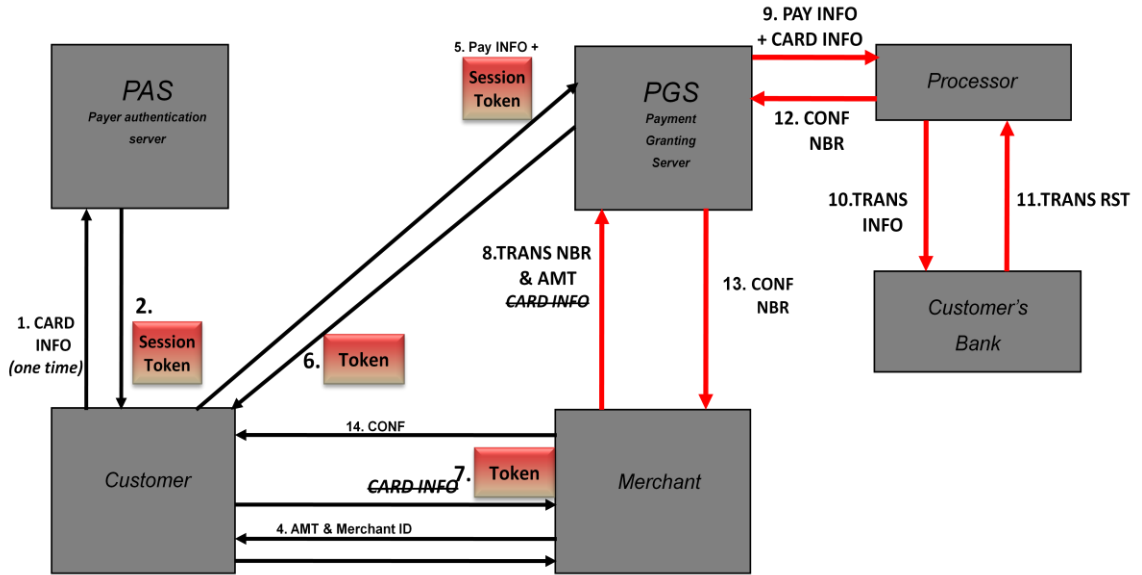 5. Pay INFO +
Session
Token
9. PAY INFO
+ CARD INFO
PAS
Payer authentication
server
PGS
Payment
Granting
Server
Processor
12. CONF
NBR
10.TRANS
INFO
11.TRANS RST
8.TRANS NBR
& AMT
CARD INFO
13. CONF
NBR
Customer's
Bank
1. CARD
INFO
(one time)
2.
Session
Token
6.
Token
14. CONF
Customer
CARD INFO
7.
Token
Merchant
4. AMT & Merchant ID